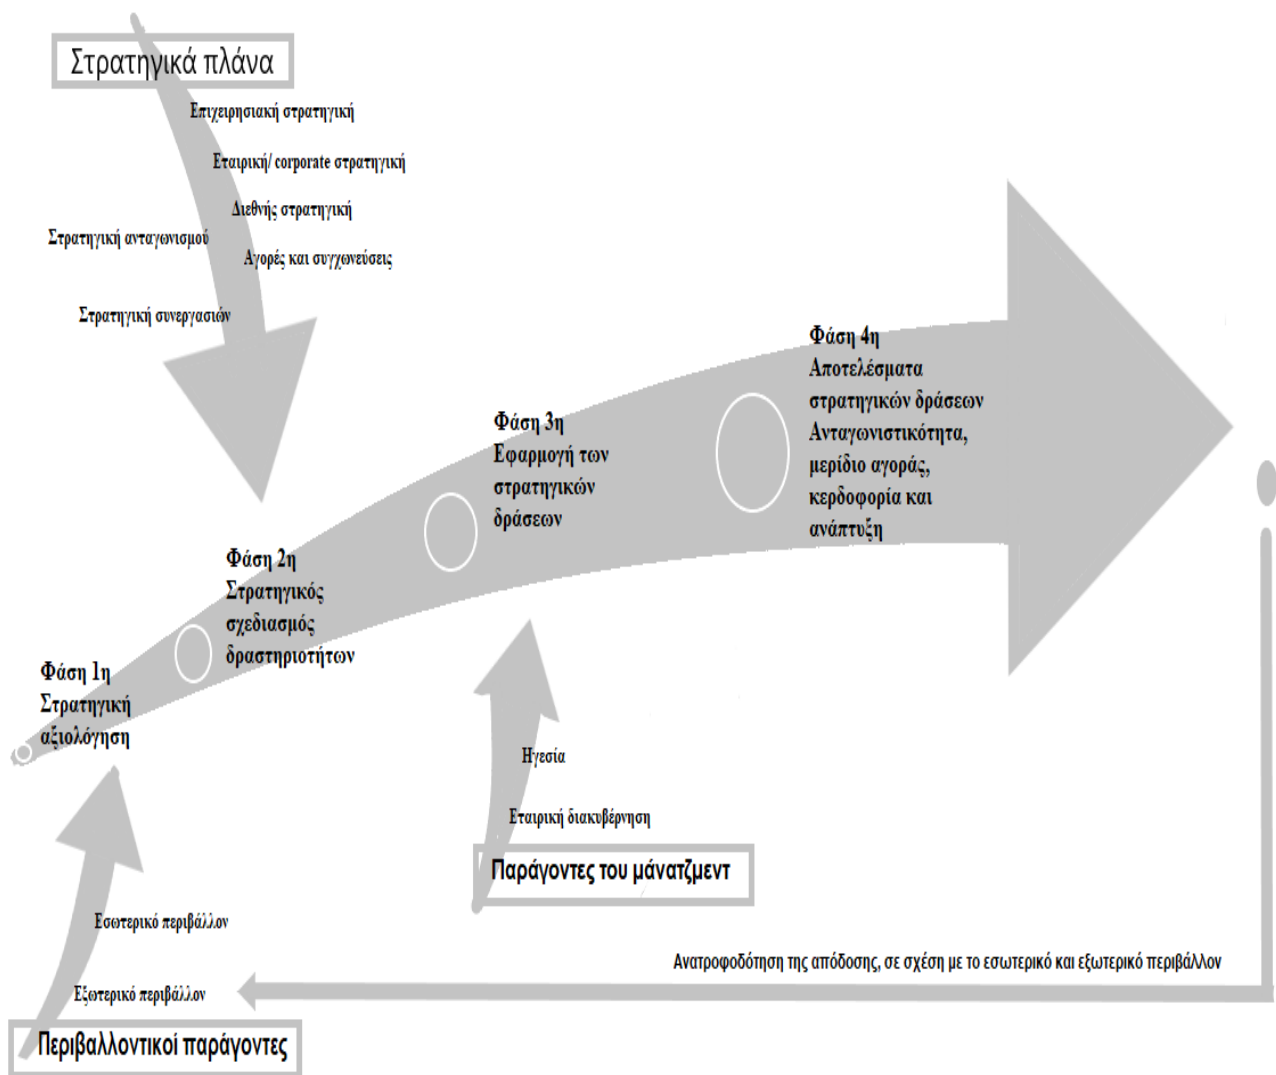 Στρατηγικά πλάνα
Επιχειρησιακή στρατηγική
Εταιρική/ corporate στρατηγική
Διεθνής στρατηγική
Στρατηγική ανταγωνισμού
Αγορές και συγχωνεύσεις
Στρατηγική συνεργασιών
Φάση 4η
Αποτελέσματα
στρατηγικών δράσεων
Ανταγωνιστικότητα,
μερίδιο αγοράς,
κερδοφορία και
ανάπτυξη
Φάση 3η
Εφαρμογή των
στρατηγικών
δράσεων
Φάση 2η
Στρατηγικός
σχεδιασμός
δραστηριοτήτων
Φάση 1η
Στρατηγική
αξιολόγηση
Ηγεσία
Εταιρική διακυβέρνηση
Παράγοντες του μάνατζμεντ
Εσωτερικό περιβάλλον
Ανατροφοδότηση της απόδοσης, σε σχέση με το εσωτερικό και εξωτερικό περιβάλλον
Εξωτερικό περιβάλλον
Περιβαλλοντικοί παράγοντες